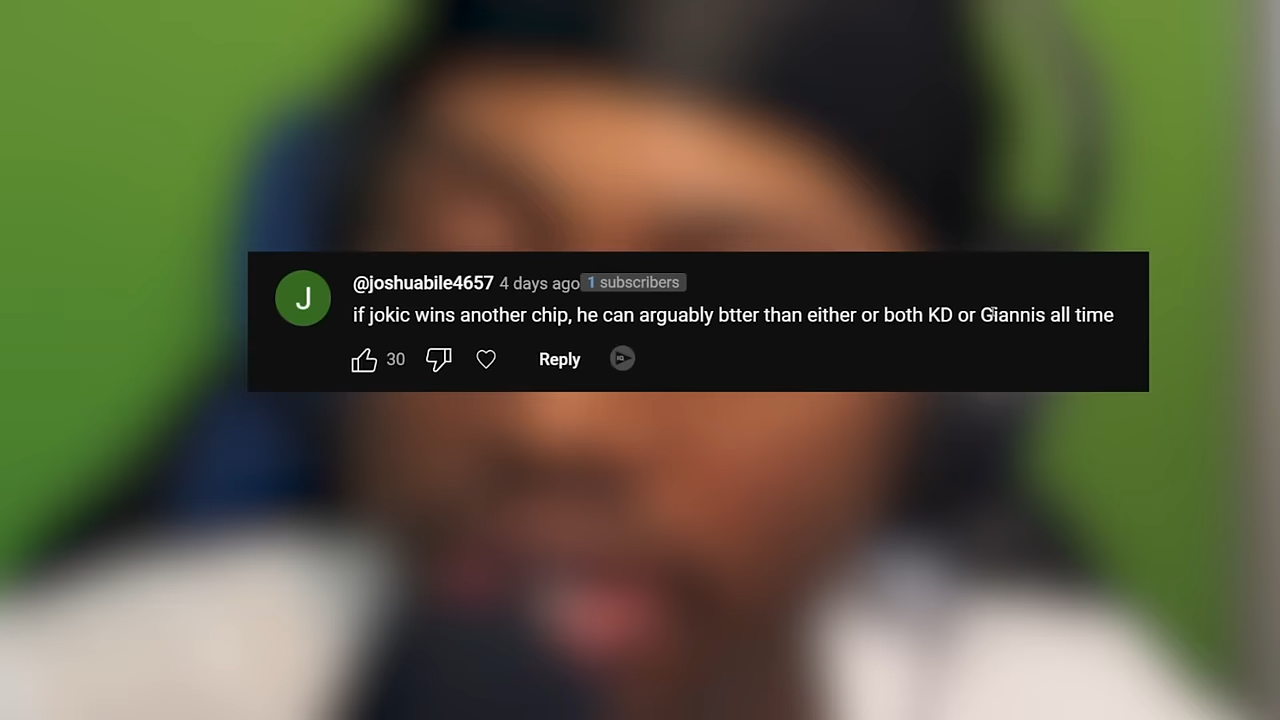 @joshuabile4657 4 days ago 1 subscribers
if jokic wins another chip, he can arguably btter than either or both KD or Giannis all time
30 Reply